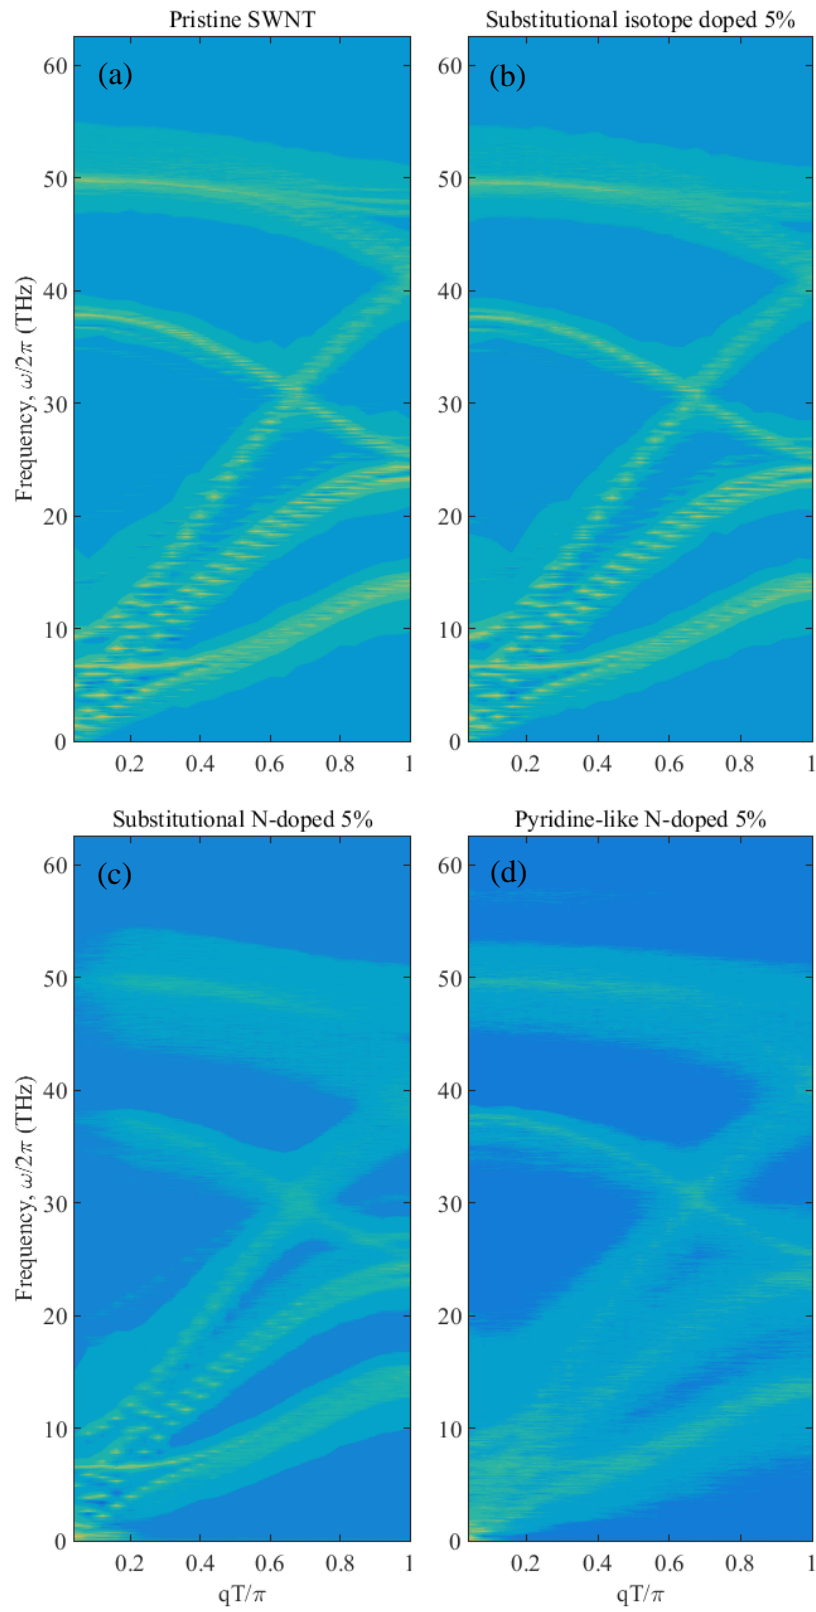 Pristine SWNT
Substitutional isotope doped 5%
(a)
(b)
60
50
40
30
20
10
0
60
50
40
30
20
10
0
Frequency, ω/2π (THz)
0.2 0.4 0.6 0.8 1
0.2 0.4 0.6 0.8 1
Substitutional N-doped 5%
Pyridine-like N-doped 5%
(c)
(d)
60
50
40
30
20
10
0
60
50
40
30
20
10
0
Frequency, ω/2π (THz)
0.2 0.4 0.6 0.8 1
0.2 0.4 0.6 0.8 1
qT/π
qT/π